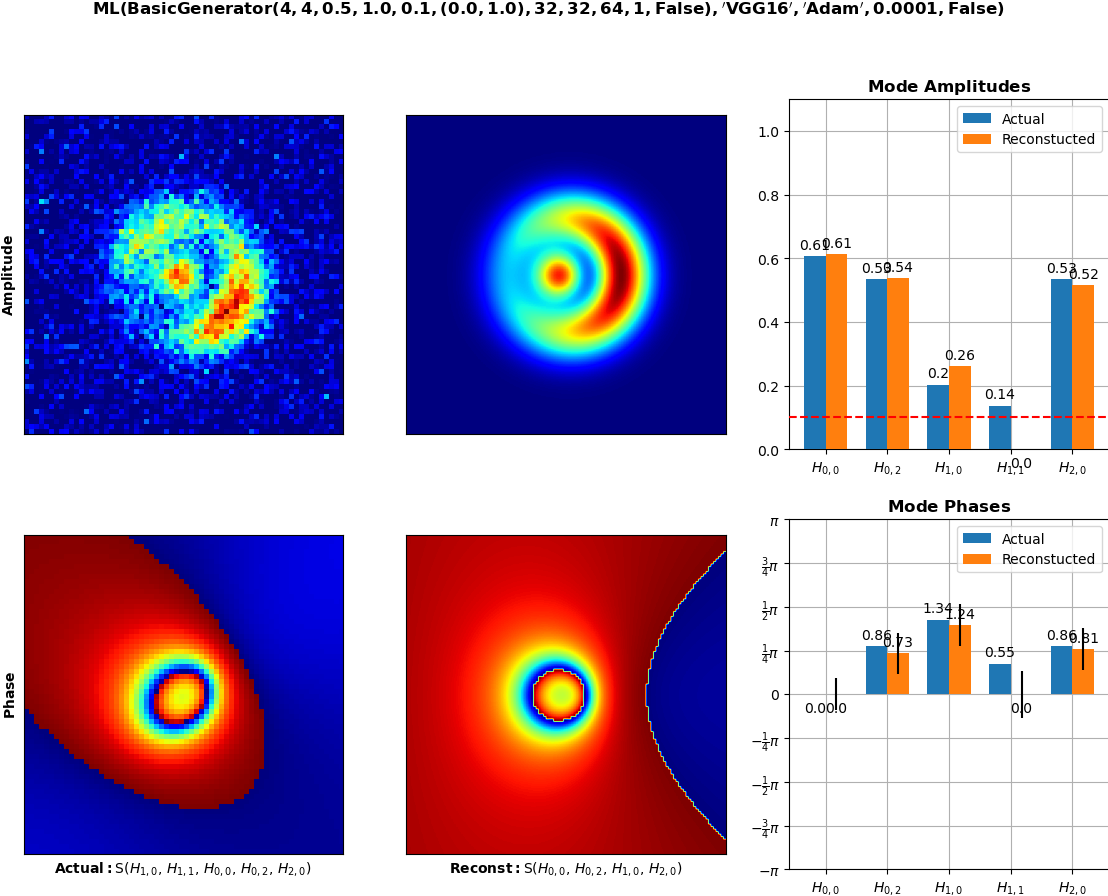 ML(BasicGenerator(4, 4, 0.5, 1.0, 0.1, (0.0, 1.0), 32, 32, 64, 1, False), 'VGG16', 'Adam', 0.0001, False)
Mode Amplitudes
Actual
Reconstucted
1.0
0.8
0.6
0.4
0.2
0.0
0.61
0.61
0.53
0.54
0.2
0.26
0.14
0.0
0.53
0.52
H0,0
H0,2
H1,0
H1,1
H2,0
Amplitude
Mode Phases
Actual
Reconstucted
π
3/4π
1/2π
1/4π
0
−1/4π
−1/2π
−3/4π
−π
0.0
0.0
0.86
0.73
1.34
1.24
0.55
0.0
0.86
0.81
H0,0
H0,2
H1,0
H1,1
H2,0
Phase
Actual: S(H1,0, H1,1, H0,0, H0,2, H2,0)
Reconst: S(H0,0, H0,2, H1,0, H2,0)